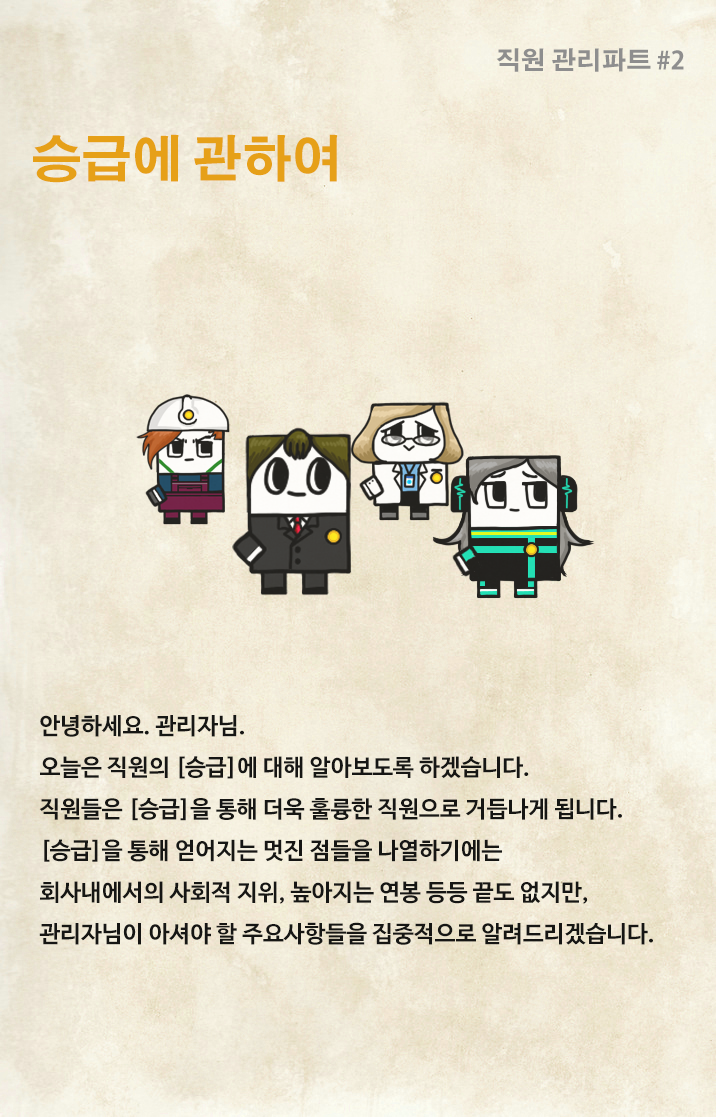 직원 관리파트 #2
승급에 관하여
안녕하세요. 관리자님.
오늘은 직원의 [승급]에 대해 알아보도록 하겠습니다.
직원들은 [승급]을 통해 더욱 훌륭한 직원으로 거듭나게 됩니다.
[승급]을 통해 얻어지는 멋진 점들을 나열하기에는
회사내에서의 사회적 지위, 높아지는 연봉 등등 끝도 없지만,
관리자님이 아셔야 할 주요사항들을 집중적으로 알려드리겠습니다.